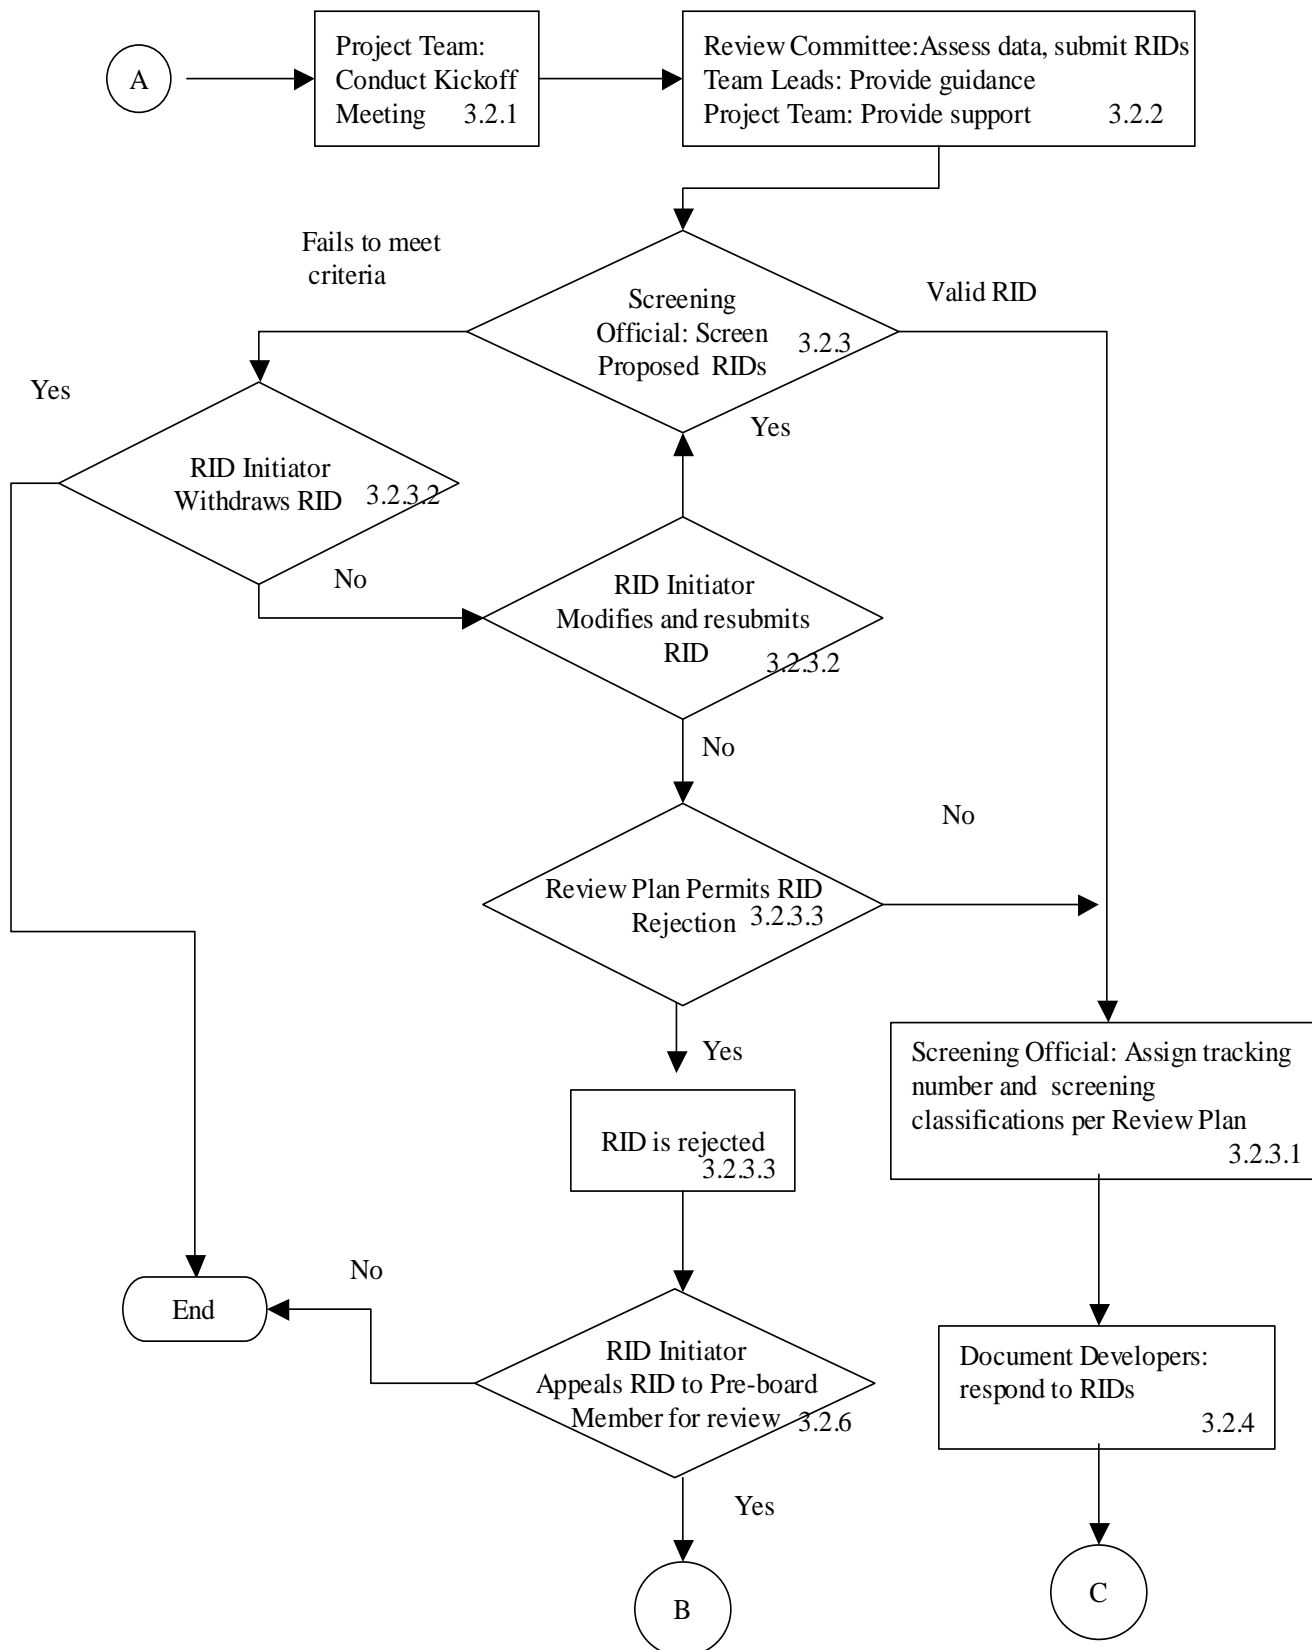 A
Project Team:
Conduct Kickoff
Meeting 3.2.1
Review Committee:Assess data, submit RIDs
Team Leads: Provide guidance
Project Team: Provide support 3.2.2
Fails to meet
criteria
Valid RID
Screening
Official: Screen
Proposed RIDs
3.2.3
Yes
Yes
RID Initiator
Withdraws RID
3.2.3.2
No
RID Initiator
Modifies and resubmits
RID
3.2.3.2
No
No
Review Plan Permits RID
Rejection 3.2.3.3
Yes
Screening Official: Assign tracking
number and screening
classifications per Review Plan
3.2.3.1
RID is rejected
3.2.3.3
No
End
RID Initiator
Appeals RID to Pre-board
Member for review
3.2.6
Document Developers:
respond to RIDs
3.2.4
Yes
B
C